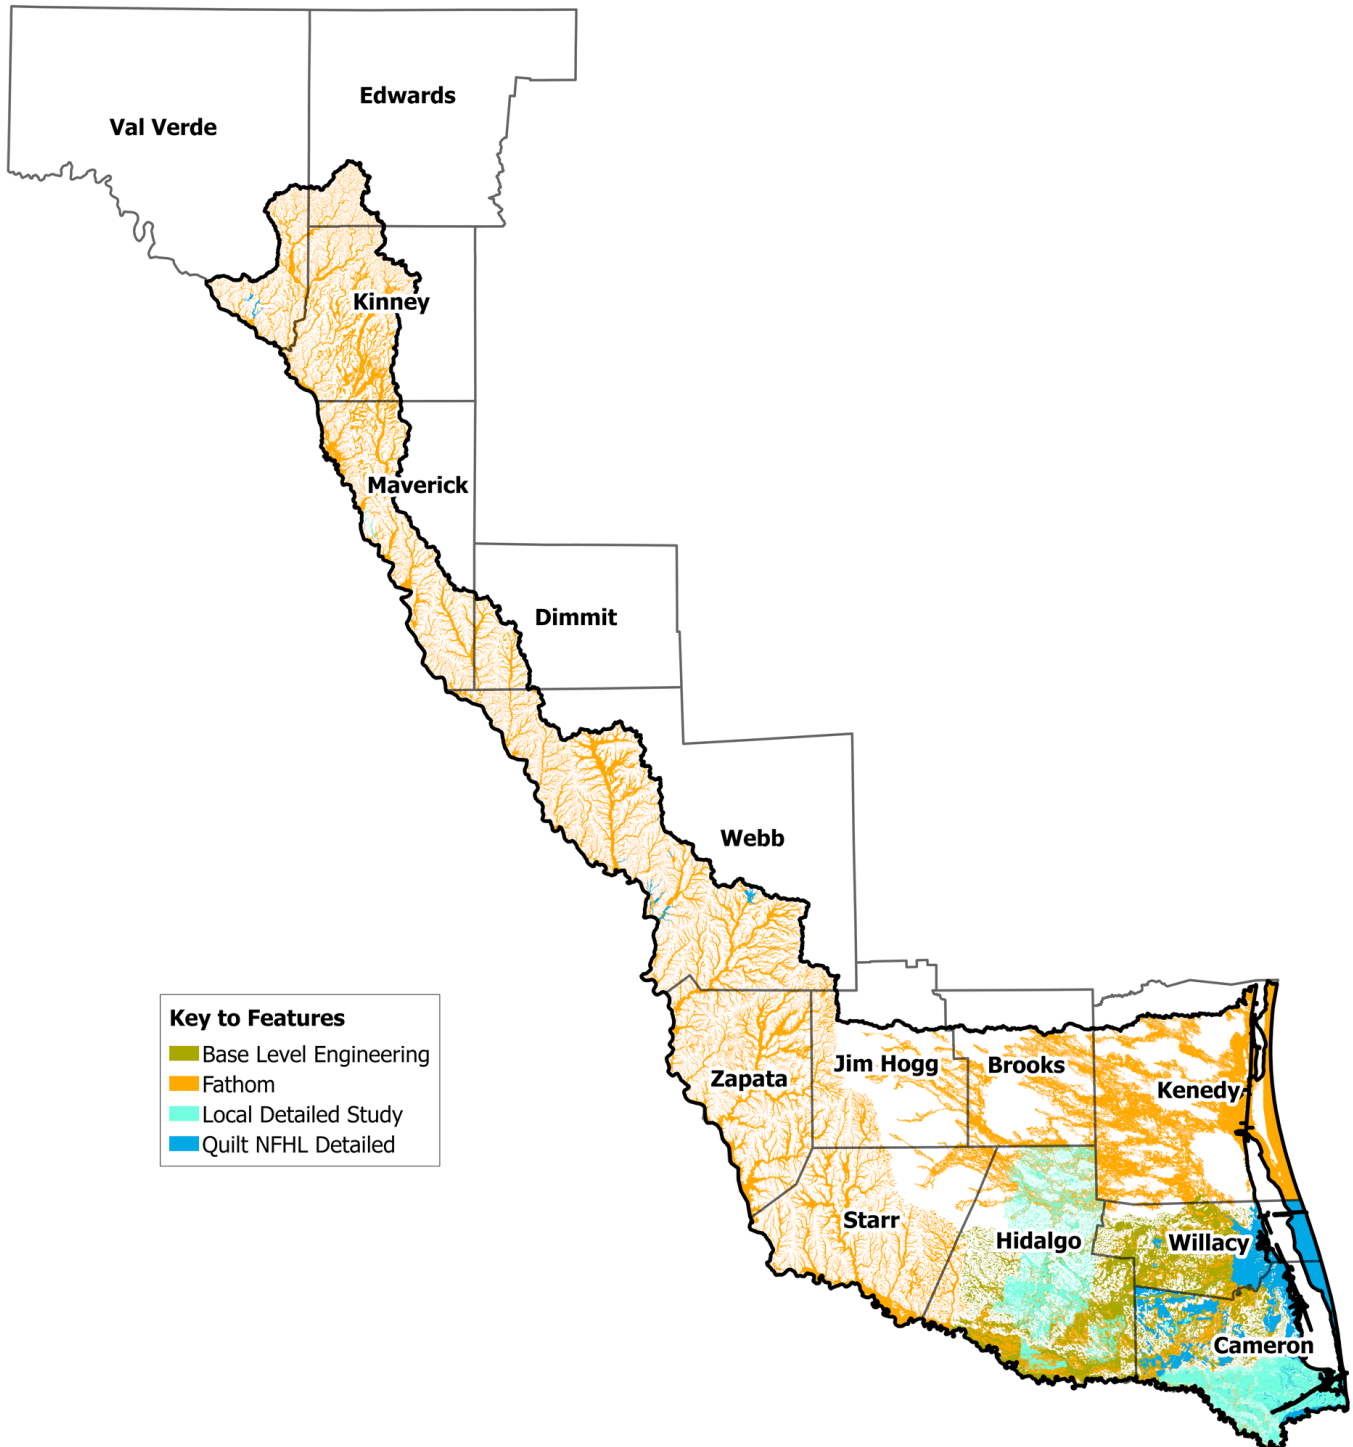 Edwards
Val Verde
Kinney
Maverick
Dimmit
Webb
Key to Features
Base Level Engineering
Fathom
Local Detailed Study
Quilt NFHL Detailed
Zapata
Jim Hogg
Brooks
Kenedy
Starr
Hidalgo
Willacy
Cameron